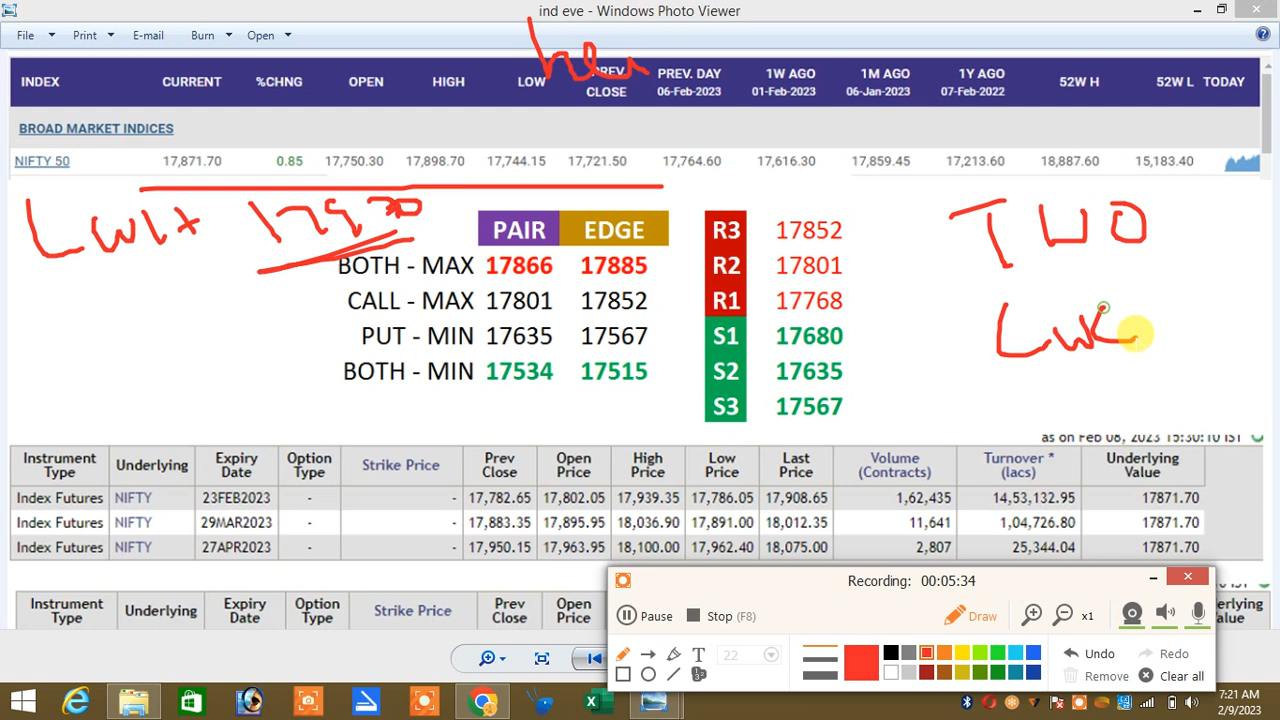 ind eve - Windows Photo Viewer
File Print E-mail Burn Open
INDEX CURRENT %CHNG OPEN HIGH LOW PREV. CLOSE PREV. DAY 06-Feb-2023 1W AGO 01-Feb-2023 1M AGO 06-Jan-2023 1Y AGO 07-Feb-2022 52W H 52W L TODAY
BROAD MARKET INDICES
NIFTY 50 17,871.70 0.85 17,750.30 17,898.70 17,744.15 17,721.50 17,764.60 17,616.30 17,859.45 17,213.60 18,887.60 15,183.40
TWO
PAIR EDGE
BOTH - MAX 17866 17885
CALL - MAX 17801 17852
PUT - MIN 17635 17567
BOTH - MIN 17534 17515
R3 17852
R2 17801
R1 17768
S1 17680
S2 17635
S3 17567
as on Feb 08, 2023 15:30:10 IST
Instrument Type Underlying Expiry Date Option Type Strike Price Prev Close Open Price High Price Low Price Last Price Volume (Contracts) Turnover * (lacs) Underlying Value
Index Futures NIFTY 23FEB2023 - - 17,782.65 17,802.05 17,939.35 17,786.05 17,908.65 1,62,435 14,53,132.95 17871.70
Index Futures NIFTY 29MAR2023 - - 17,883.35 17,895.95 18,036.90 17,891.00 18,012.35 11,641 1,04,726.80 17871.70
Index Futures NIFTY 27APR2023 - - 17,950.15 17,963.95 18,100.00 17,962.40 18,075.00 2,807 25,344.04 17871.70
Instrument Type Underlying Expiry Date Option Type Strike Price Prev Close Open Price
Recording: 00:05:34
Pause Stop (F8) Draw x1
T 22
Undo Redo
Remove Clear all
7:21 AM
2/9/2023